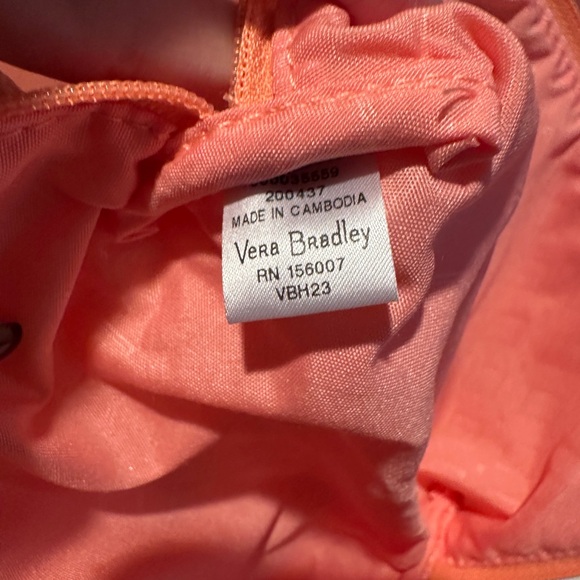 200437
MADE IN CAMBODIA
Vera Bradley
RN 156007
VBH23